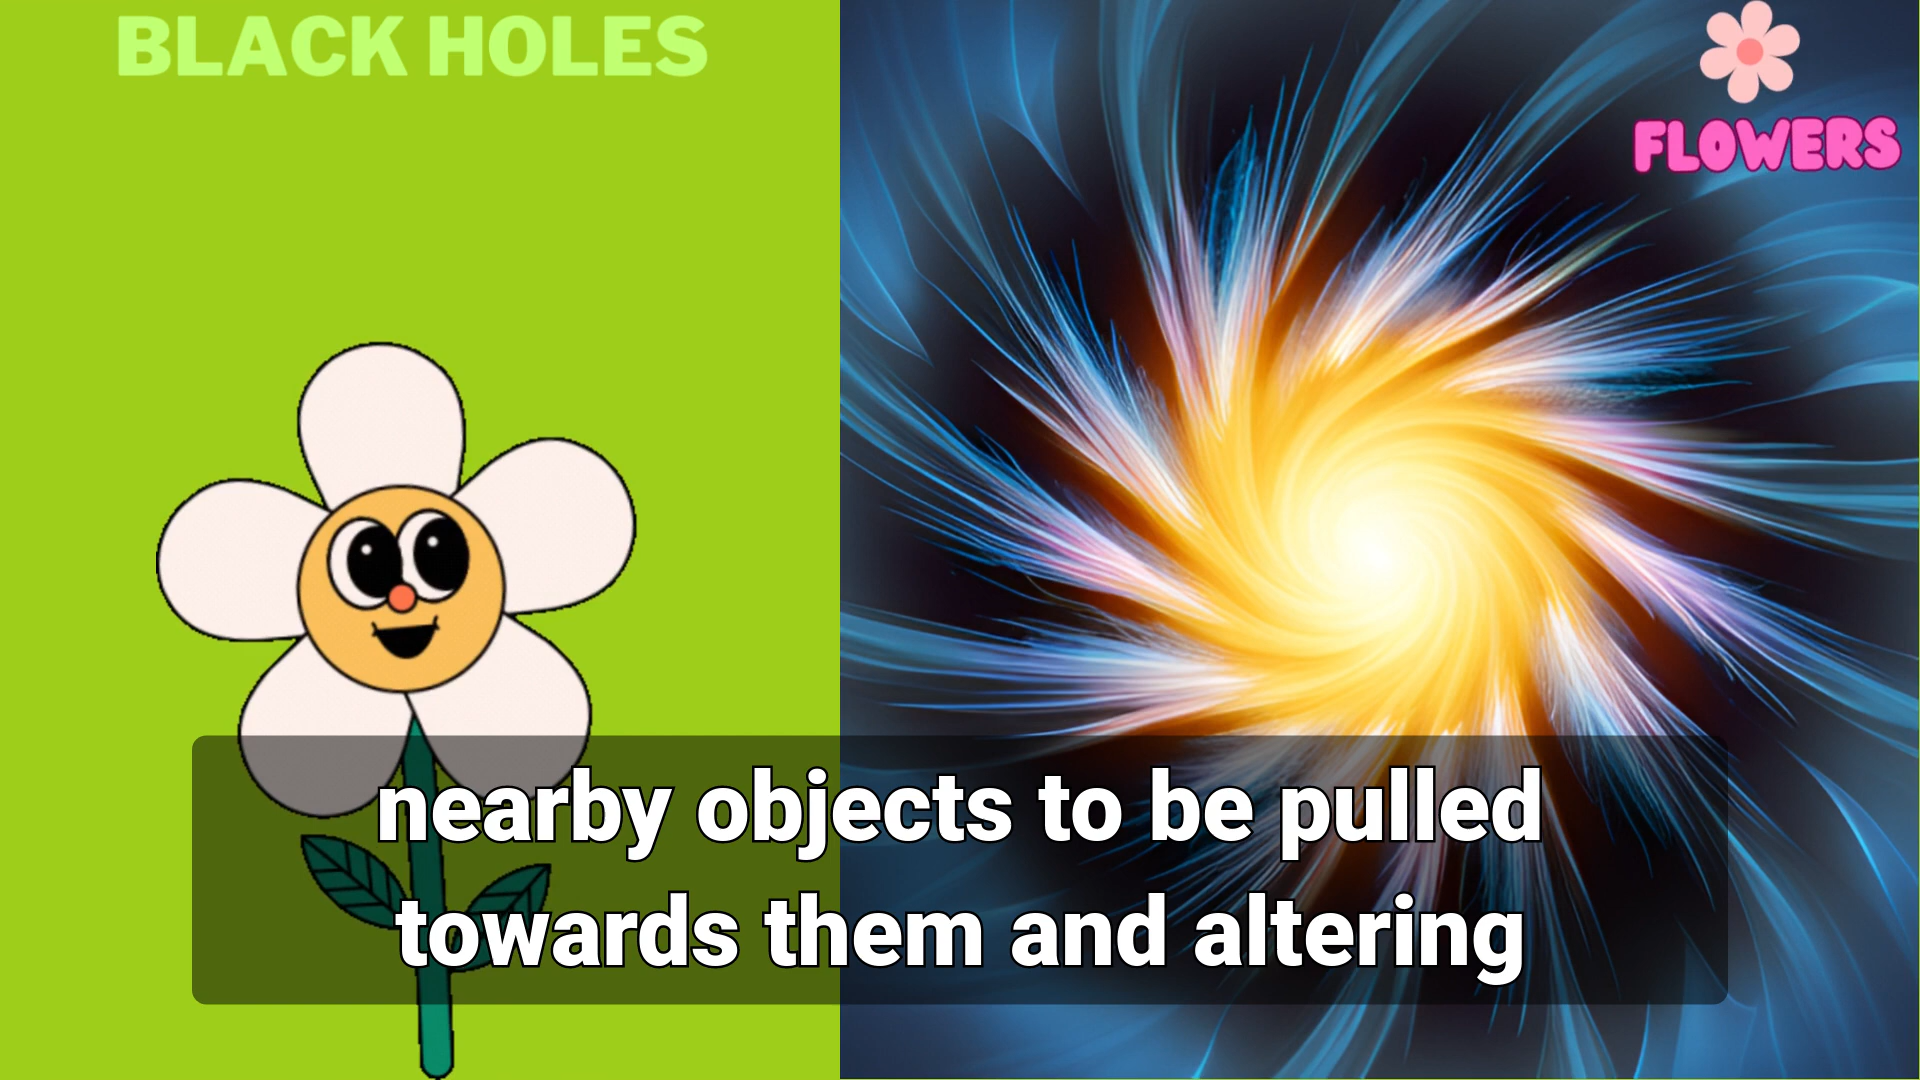 BLACK HOLES
FLOWERS
nearby objects to be pulled
towards them and altering